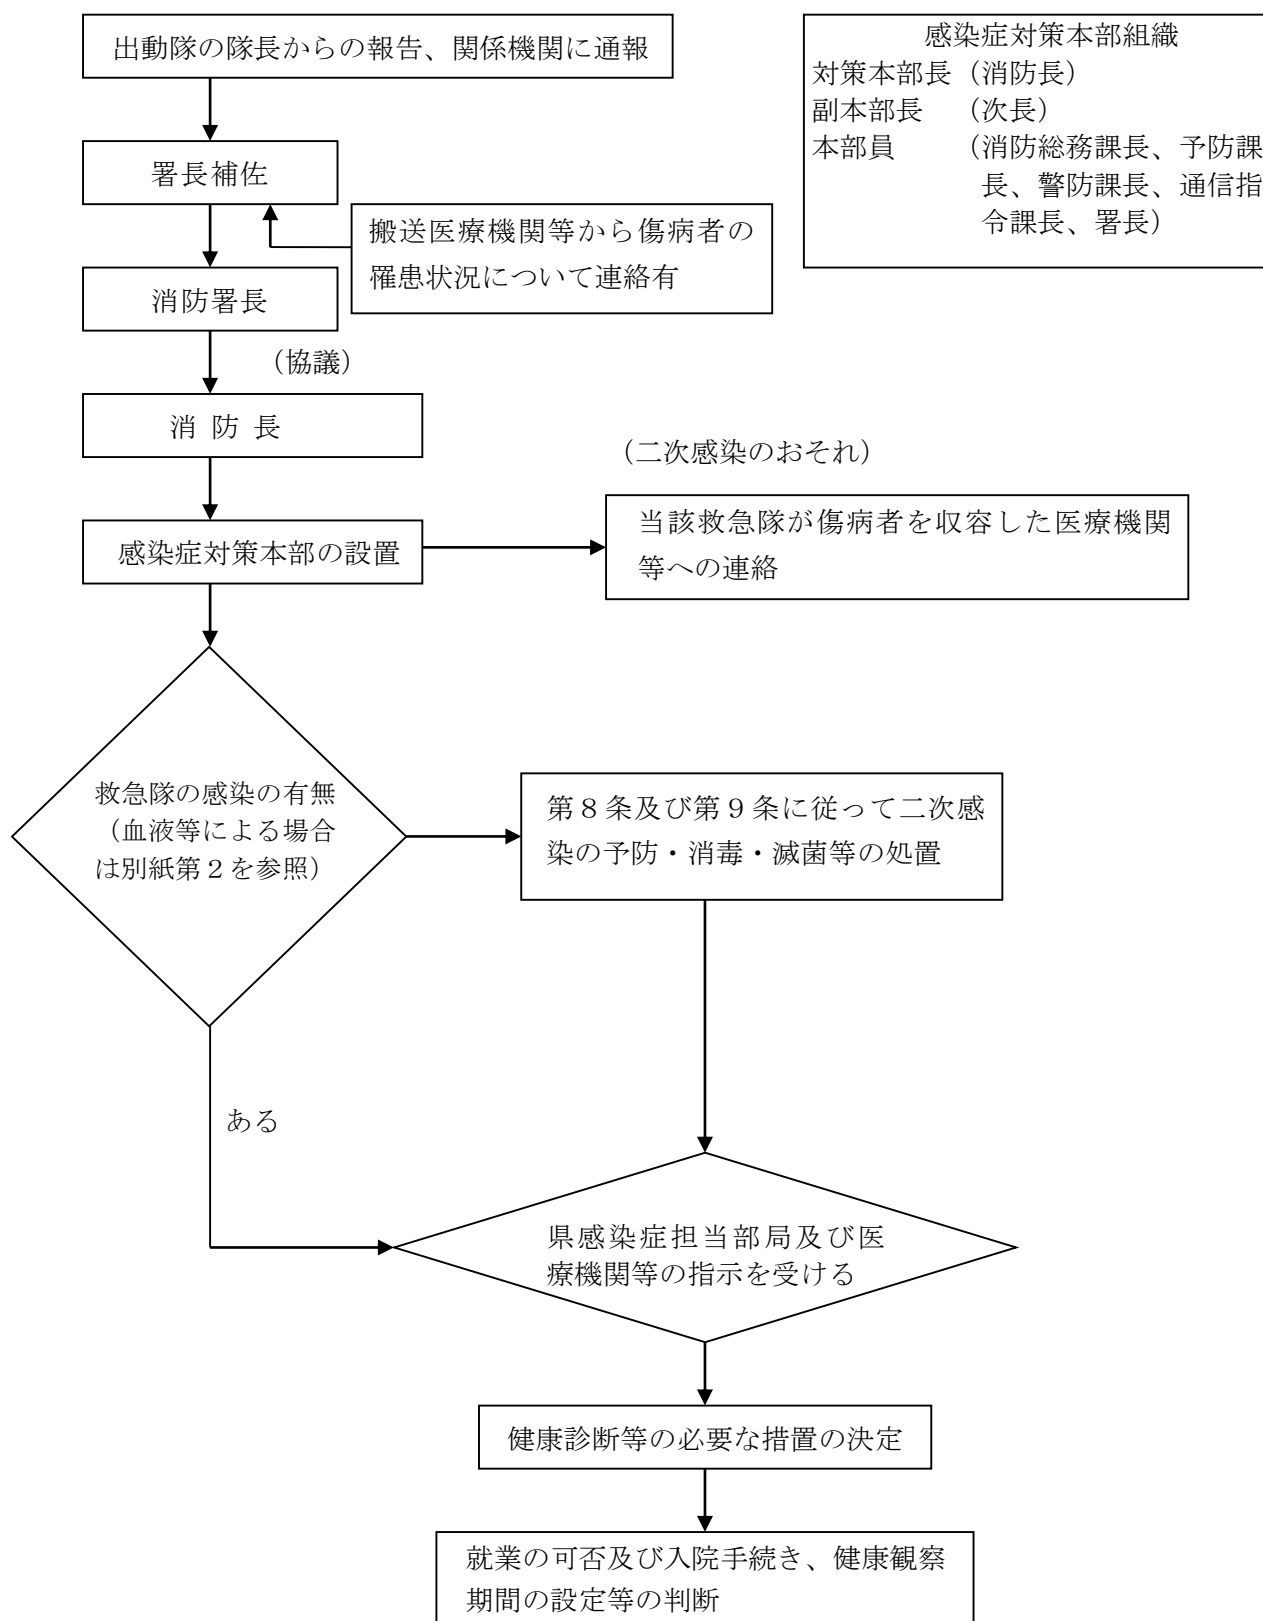 出動隊の隊長からの報告、関係機関に通報
感染症対策本部組織
対策本部長（消防長）
副本部長　（次長）
本部員　　（消防総務課長、予防課
長、警防課長、通信指
令課長、署長）
署長補佐
搬送医療機関等から傷病者の
罹患状況について連絡有
消防署長
（協議）
消 防 長
（二次感染のおそれ）
感染症対策本部の設置
当該救急隊が傷病者を収容した医療機関
等への連絡
救急隊の感染の有無
（血液等による場合
は別紙第２を参照）
第８条及び第９条に従って二次感
染の予防・消毒・滅菌等の処置
ある
県感染症担当部局及び医
療機関等の指示を受ける
健康診断等の必要な措置の決定
就業の可否及び入院手続き、健康観察
期間の設定等の判断